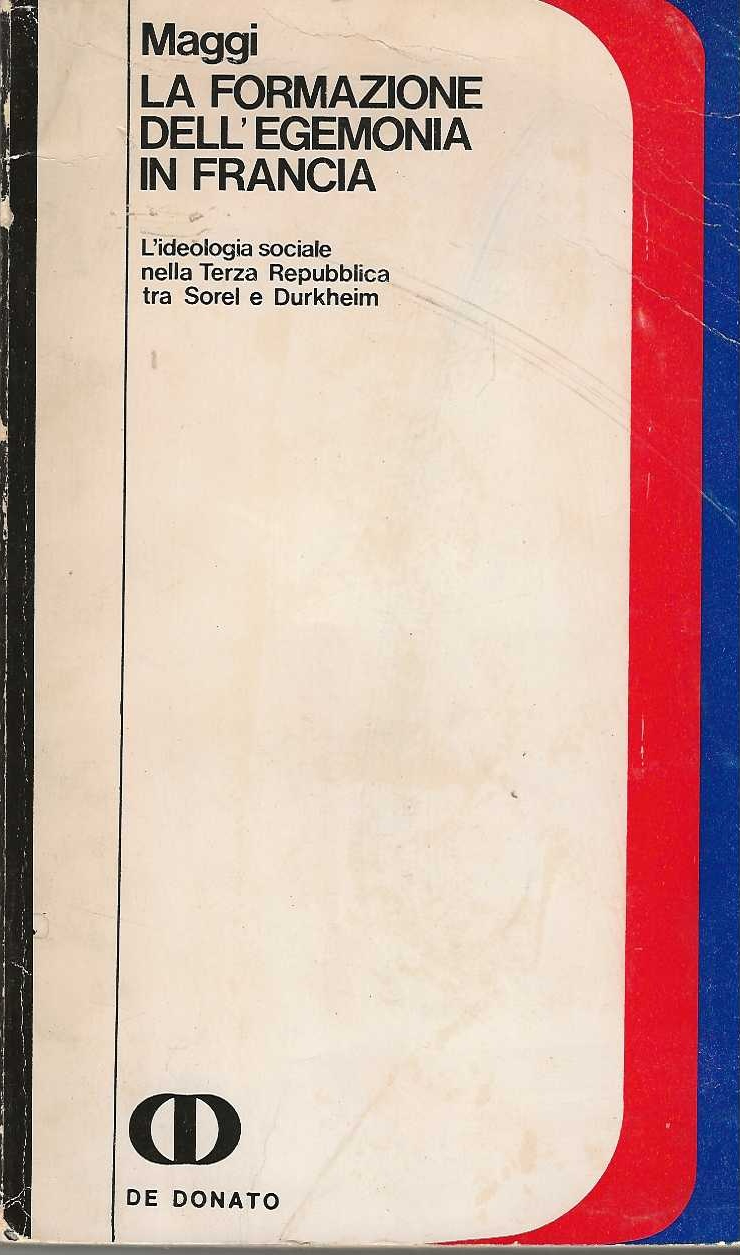 Maggi
LA FORMAZIONE
DELL'EGEMONIA
IN FRANCIA
L'ideologia sociale
nella Terza Repubblica
tra Sorel e Durkheim
DE DONATO